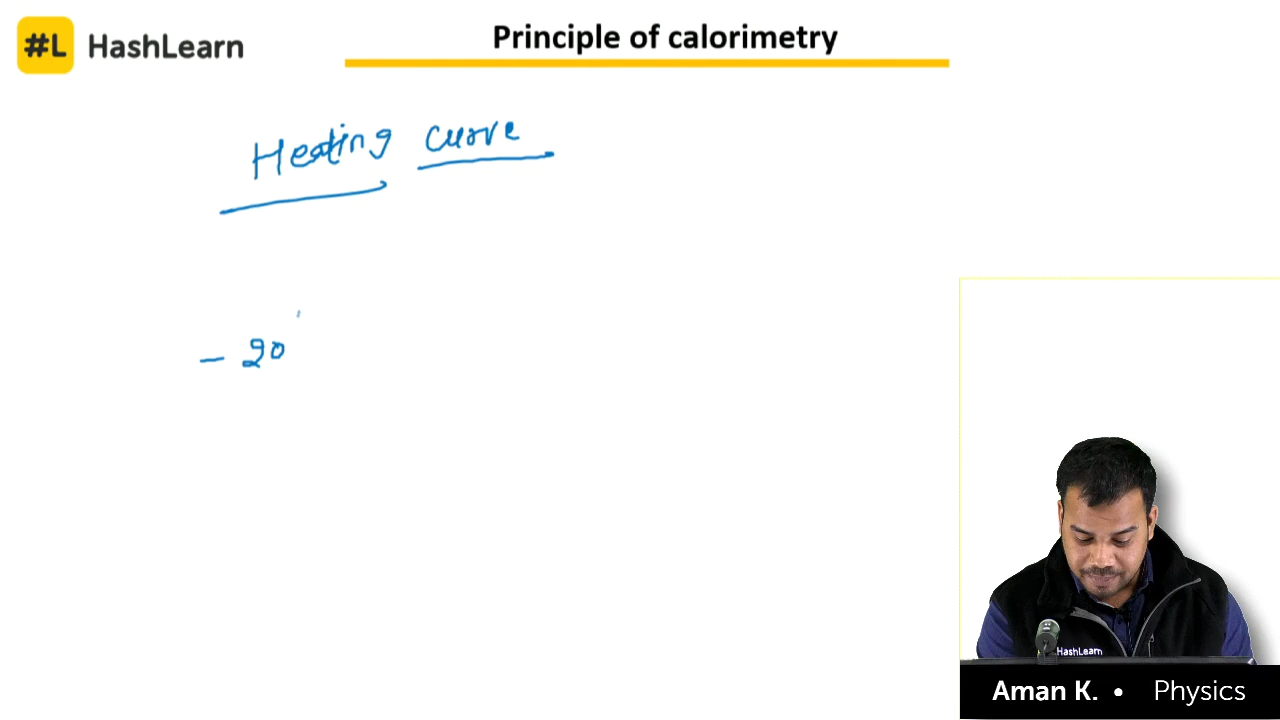 #L HashLearn
Principle of calorimetry
Heating curve
- 20
HashLearn
Aman K. • Physics